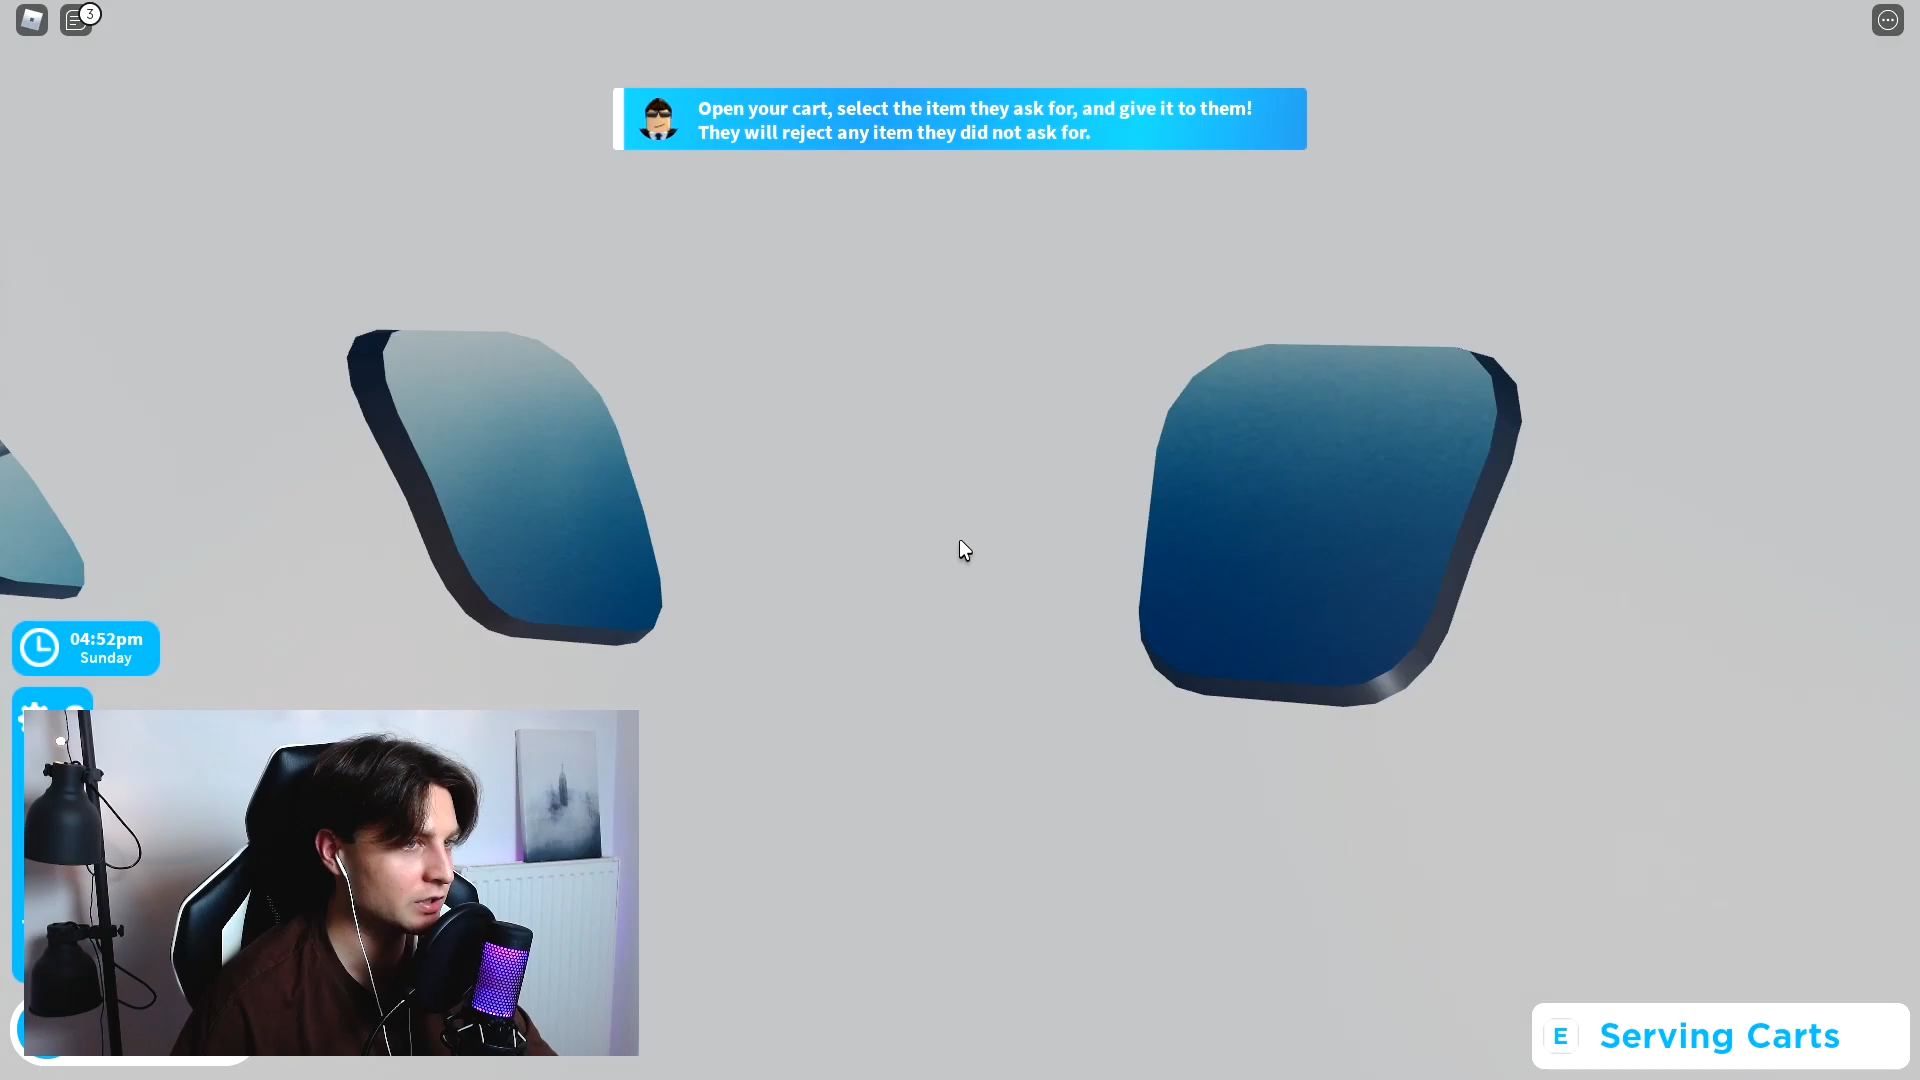 3
Open your cart, select the item they ask for, and give it to them!
They will reject any item they did not ask for.
04:52pm
Sunday
E Serving Carts